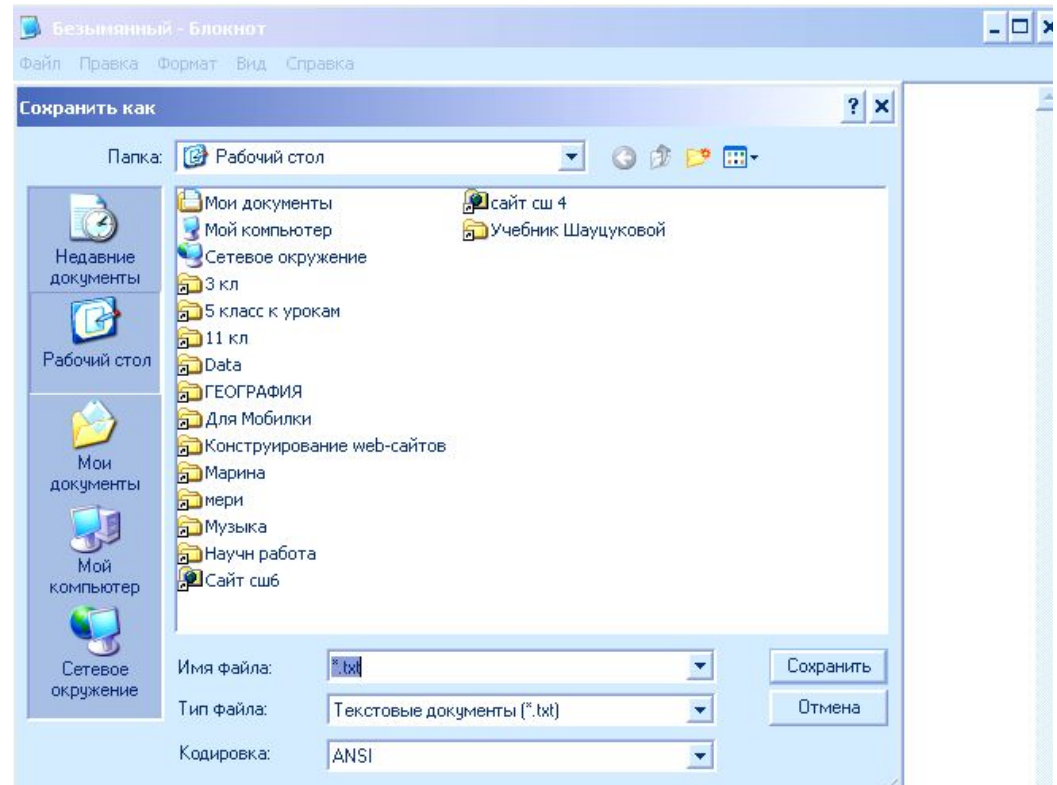 Безымянный - Блокнот
Файл Правка Формат Вид Справка
Сохранить как
Папка: Рабочий стол
Недавние документы
Рабочий стол
Мои документы
Мой компьютер
Сетевое окружение
Мои документы
Мой компьютер
Сетевое окружение
3 кл
5 класс к урокам
11 кл
Data
ГЕОГРАФИЯ
Для Мобилки
Конструирование web-сайтов
Марина
мери
Музыка
Научн работа
Сайт сш6
сайт сш 4
Учебник Шауцуковой
Имя файла: *.txt
Сохранить
Тип файла: Текстовые документы (*.txt)
Отмена
Кодировка: ANSI